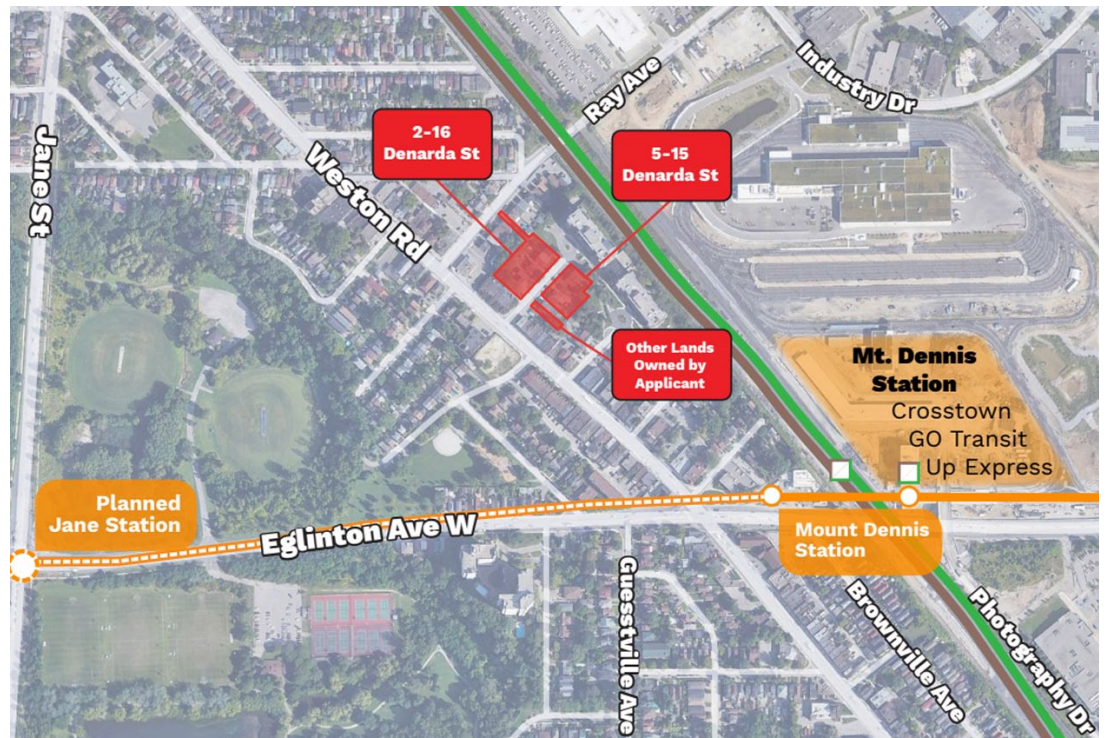 Industry Dr
Ray Ave
2-16
Denarda St
5-15
Denarda St
Jane St
Weston Rd
Other Lands
Owned by
Applicant
Mt. Dennis
Station
Crosstown
GO Transit
Up Express
Planned
Jane Station
Eglinton Ave W
Mount Dennis
Station
Guesstville Ave
Brownville Ave
Photography Dr